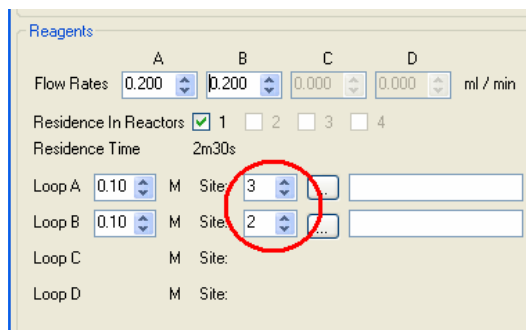 Reagents
A B C D
Flow Rates 0.200 0.200 0.000 0.000 ml / min
Residence In Reactors 1 2 3 4
Residence Time 2m30s
Loop A 0.10 M Site: 3 ...
Loop B 0.10 M Site: 2 ...
Loop C M Site:
Loop D M Site: